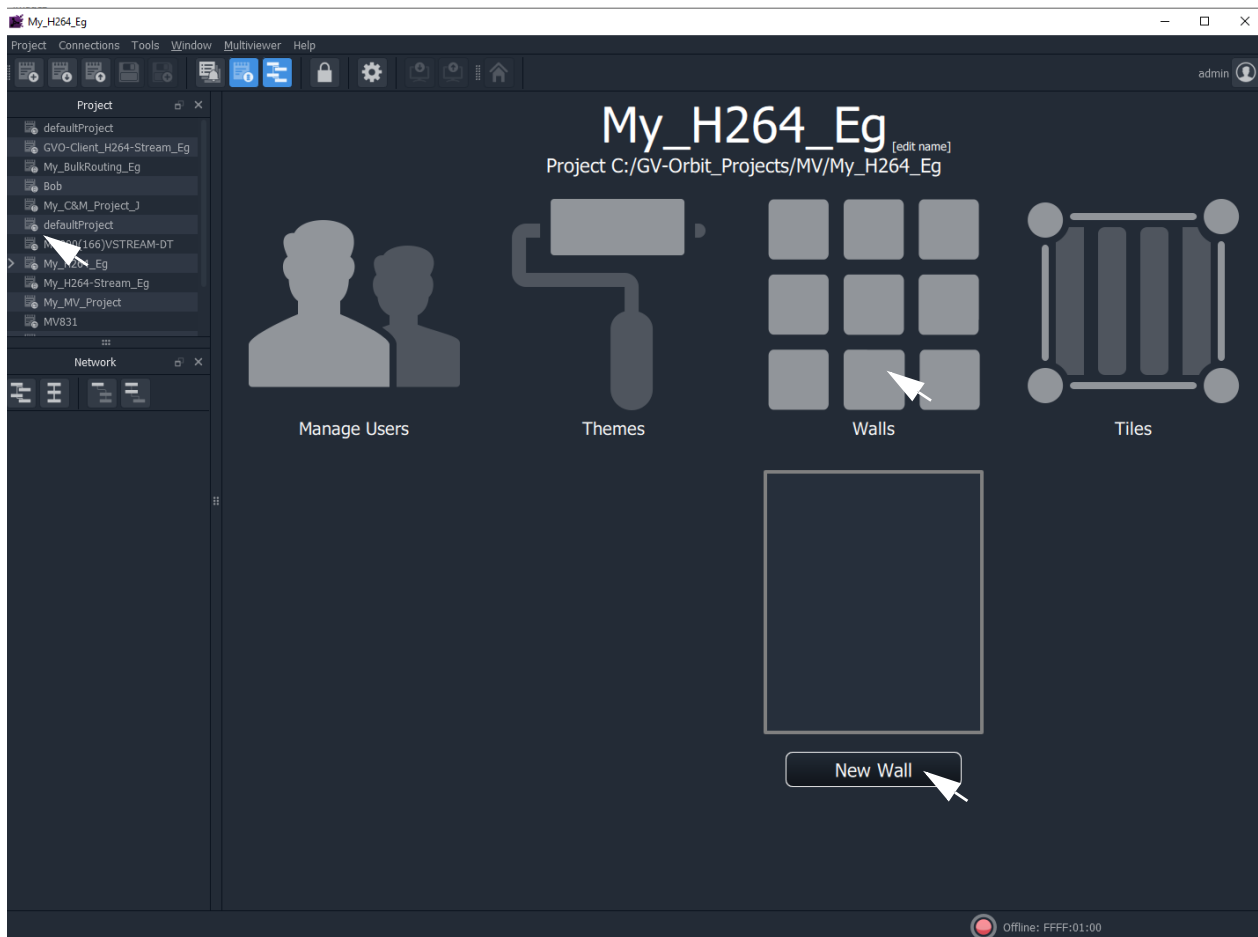 My_H264_Eg
Project Connections Tools Window Multiviewer Help
admin
Project
defaultProject
GVO-Client_H264-Stream_Eg
My_BulkRouting_Eg
Bob
My_C&M_Project_J
defaultProject
(166)VSTREAM-DT
My_H264_Eg
My_H264-Stream_Eg
My_MV_Project
MV831
Network
My_H264_Eg [edit name]
Project C:/GV-Orbit_Projects/MV/My_H264_Eg
Manage Users
Themes
Walls
Tiles
New Wall
Offline: FFFF:01:00